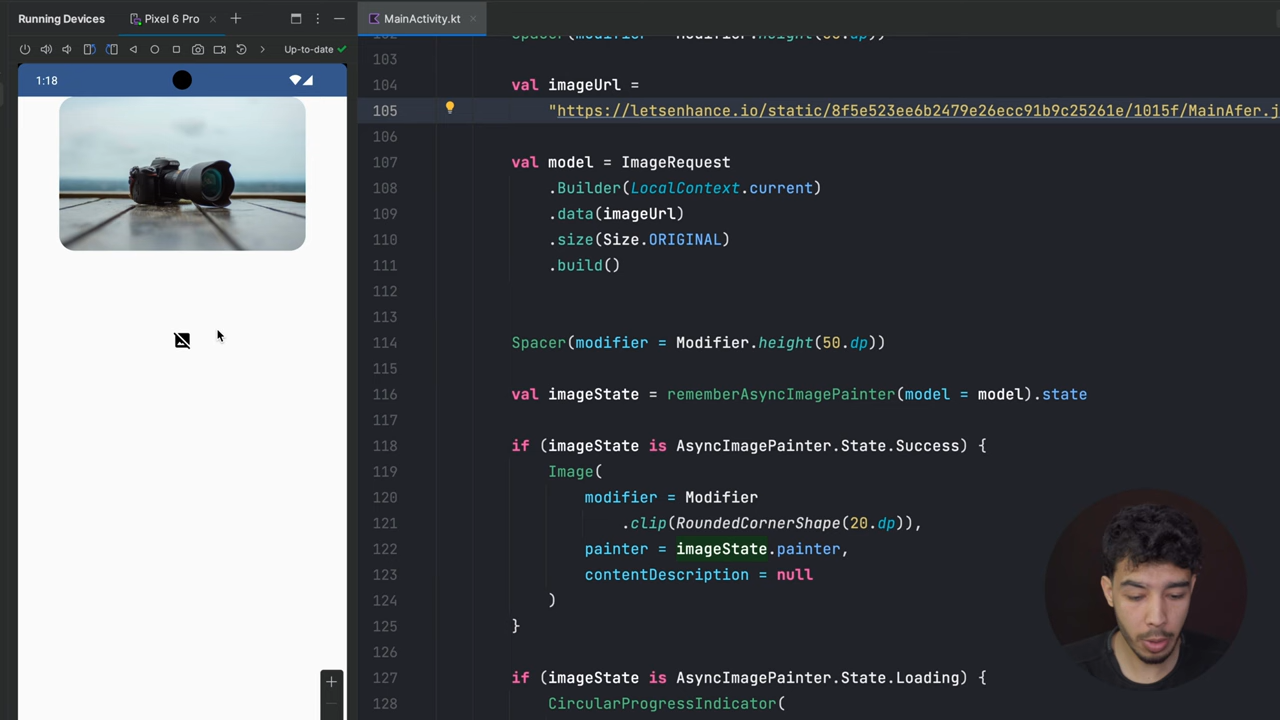 Running Devices
Pixel 6 Pro
MainActivity.kt
Up-to-date
1:18
103
104 val imageUrl =
105 "https://letsenhance.io/static/8f5e523ee6b2479e26ecc91b9c25261e/1015f/MainAfer.j
106
107 val model = ImageRequest
108 .Builder(LocalContext.current)
109 .data(imageUrl)
110 .size(Size.ORIGINAL)
111 .build()
112
113
114 Spacer(modifier = Modifier.height(50.dp))
115
116 val imageState = rememberAsyncImagePainter(model = model).state
117
118 if (imageState is AsyncImagePainter.State.Success) {
119 Image(
120 modifier = Modifier
121 .clip(RoundedCornerShape(20.dp)),
122 painter = imageState.painter,
123 contentDescription = null
124 )
125 }
126
127 if (imageState is AsyncImagePainter.State.Loading) {
128 CircularProgressIndicator(